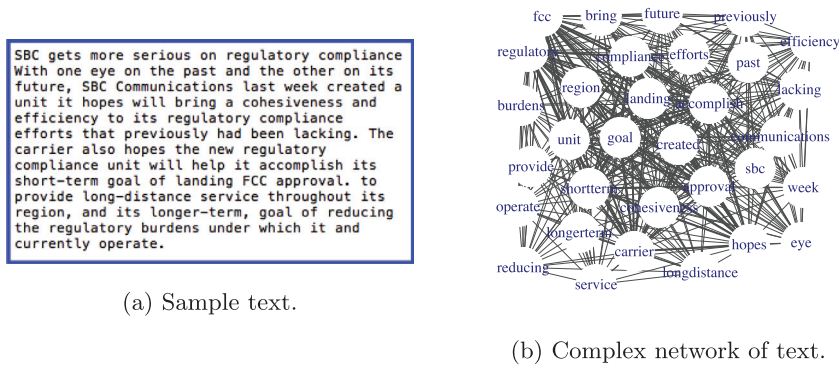 SBC gets more serious on regulatory compliance
With one eye on the past and the other on its
future, SBC Communications last week created a
unit it hopes will bring a cohesiveness and
efficiency to its regulatory compliance
efforts that previously had been lacking. The
carrier also hopes the new regulatory
compliance unit will help it accomplish its
short-term goal of landing FCC approval. to
provide long-distance service throughout its
region, and its longer-term, goal of reducing
the regulatory burdens under which it and
currently operate.
(a) Sample text.
fcc bring future previously
regulatory compliance efforts efficiency
past
region landing accomplish lacking
burdens
unit goal created communications
provide sbc
shortterm approval week
operate cohesiveness
longerterm carrier hopes eye
reducing longdistance
service
(b) Complex network of text.